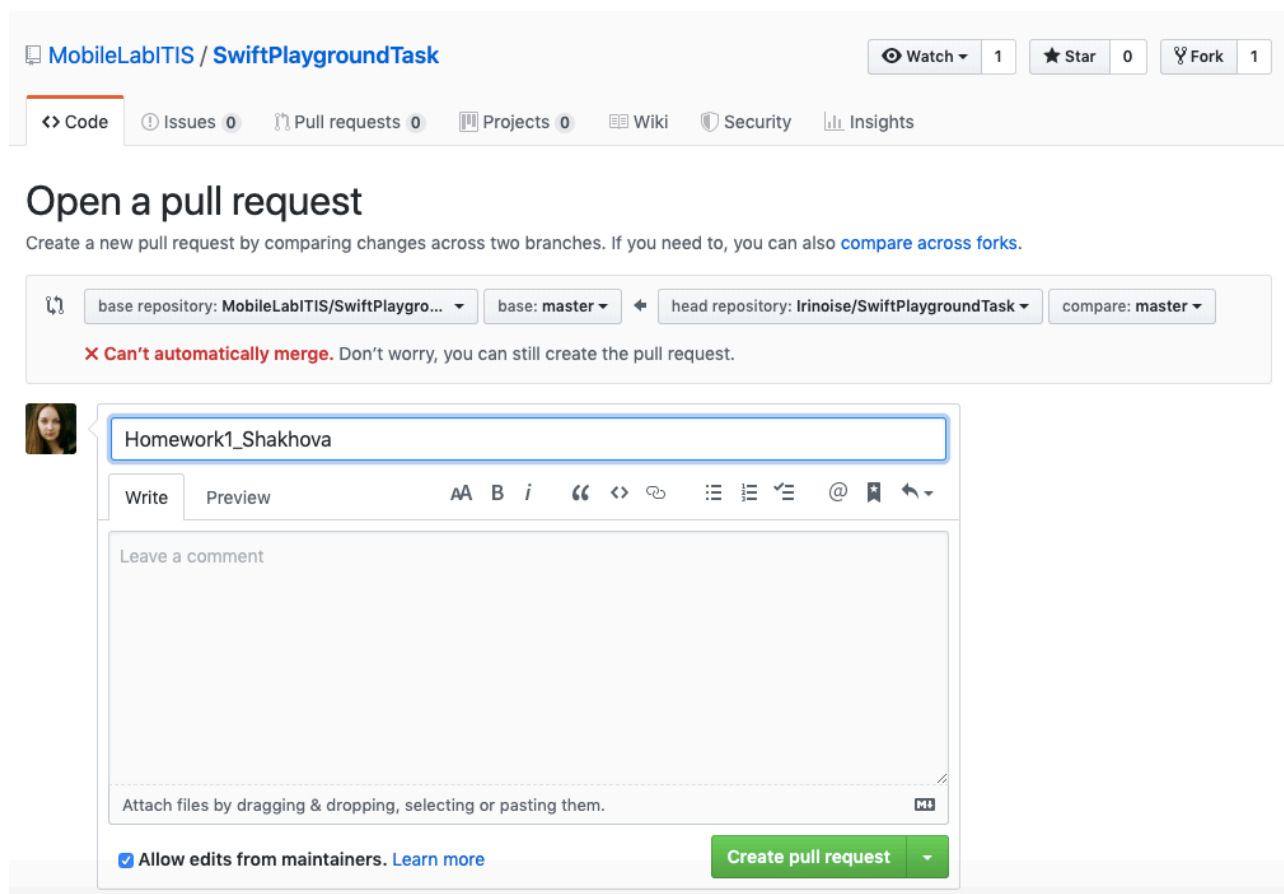 MobileLabITIS / SwiftPlaygroundTask
Watch 1 Star 0 Fork 1
Code Issues 0 Pull requests 0 Projects 0 Wiki Security Insights
Open a pull request
Create a new pull request by comparing changes across two branches. If you need to, you can also compare across forks.
base repository: MobileLabITIS/SwiftPlaygro... base: master head repository: Irinoise/SwiftPlaygroundTask compare: master
Can't automatically merge. Don't worry, you can still create the pull request.
Homework1_Shakhova
Write Preview AA B i “ <> @
Leave a comment
Attach files by dragging & dropping, selecting or pasting them.
Allow edits from maintainers. Learn more Create pull request